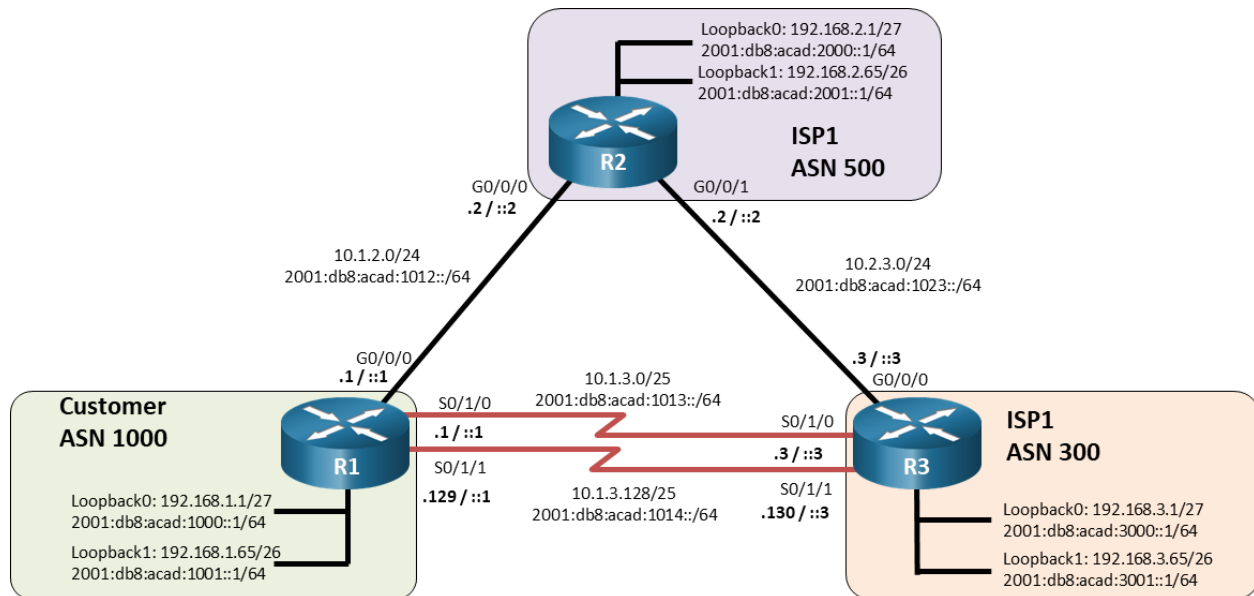 Loopback0: 192.168.2.1/27
2001:db8:acad:2000::1/64
Loopback1: 192.168.2.65/26
2001:db8:acad:2001::1/64
ISP1
ASN 500
R2
G0/0/0
.2 / ::2
G0/0/1
.2 / ::2
10.1.2.0/24
2001:db8:acad:1012::/64
10.2.3.0/24
2001:db8:acad:1023::/64
G0/0/0
.1 / ::1
.3 / ::3
G0/0/0
Customer
ASN 1000
R1
S0/1/0
.1 / ::1
S0/1/1
.129 / ::1
10.1.3.0/25
2001:db8:acad:1013::/64
10.1.3.128/25
2001:db8:acad:1014::/64
S0/1/0
.3 / ::3
S0/1/1
.130 / ::3
ISP1
ASN 300
R3
Loopback0: 192.168.1.1/27
2001:db8:acad:1000::1/64
Loopback1: 192.168.1.65/26
2001:db8:acad:1001::1/64
Loopback0: 192.168.3.1/27
2001:db8:acad:3000::1/64
Loopback1: 192.168.3.65/26
2001:db8:acad:3001::1/64